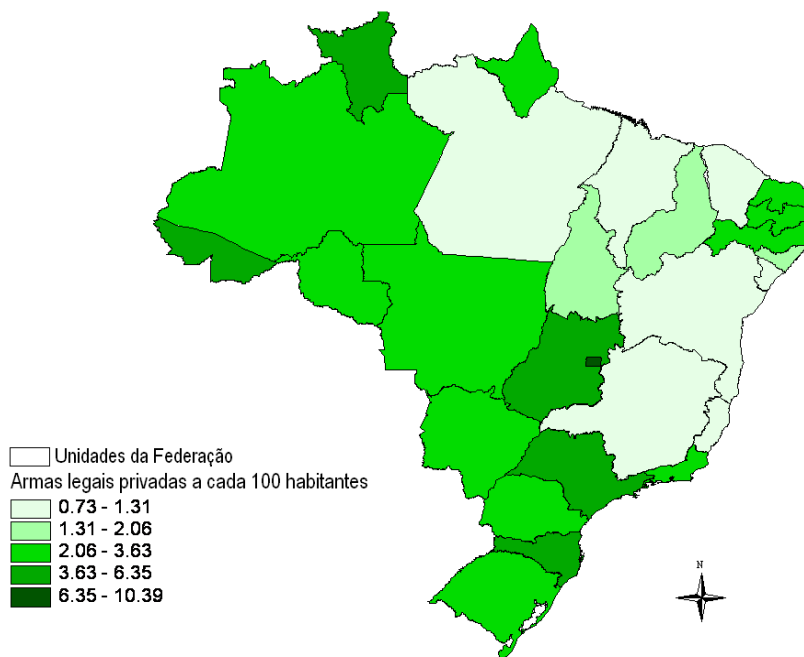 Unidades da Federação
Armas legais privadas a cada 100 habitantes
0.73 - 1.31
1.31 - 2.06
2.06 - 3.63
3.63 - 6.35
6.35 - 10.39
N